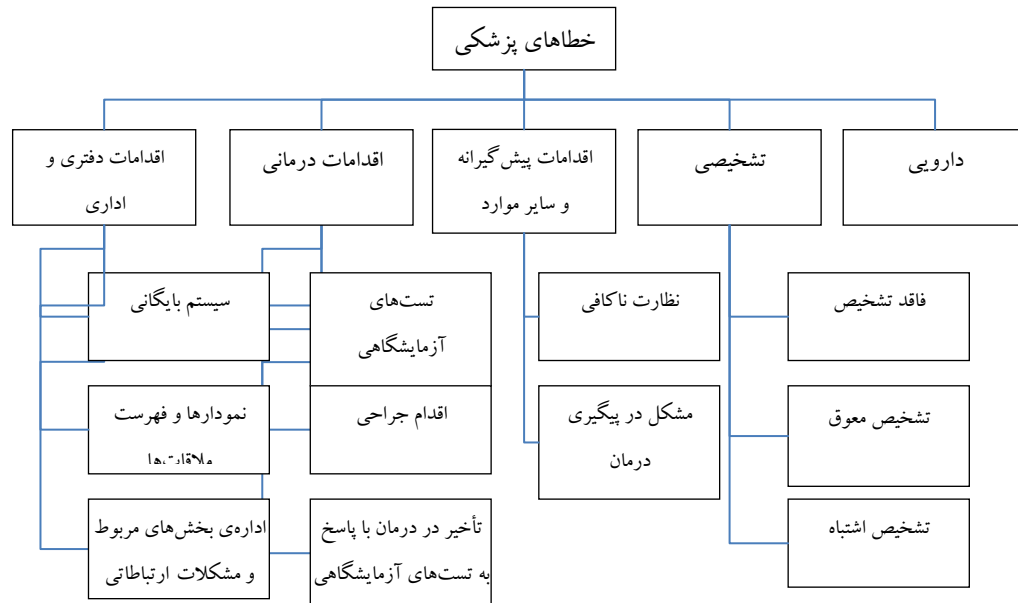 خطاهای پزشکی
دارویی
تشخیصی
اقدامات پیش‌گیرانه
و سایر موارد
اقدامات درمانی
اقدامات دفتری و
اداری
فاقد تشخیص
نظارت ناکافی
تست‌های
آزمایشگاهی
سیستم بایگانی
تشخیص معوق
مشکل در پیگیری
درمان
اقدام جراحی
نمودارها و فهرست
ملاقات‌ها
تشخیص اشتباه
تأخیر در درمان با پاسخ
به تست‌های آزمایشگاهی
اداره‌ی بخش‌های مربوط
و مشکلات ارتباطاتی